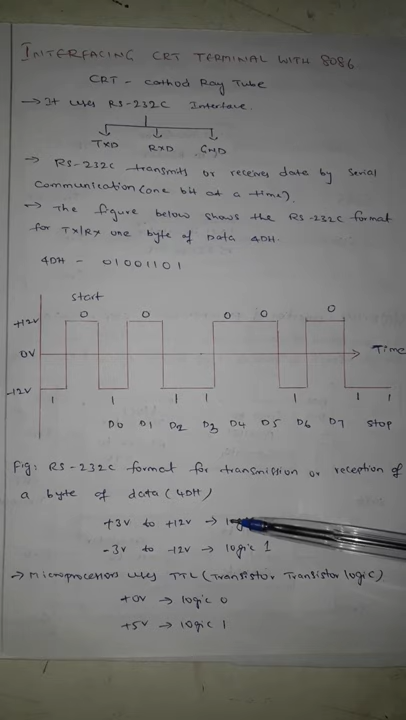 INTERFACING CRT TERMINAL WITH 8086
CRT - Cathod Ray Tube
→ It uses RS-232C Interface.
TXD RXD GND
→ RS-232C transmits or receives date by serial
communication (one bit at a time).
→ The figure below shows the RS-232C format
for TX/RX one byte of Data 4DH.
4DH - 01001101
start
+12V 0 0 0 0 0
0V Time
-12V 1 1 1 1 1 1
D0 D1 D2 D3 D4 D5 D6 D7 stop
Fig: RS-232C format for transmission or reception of
a byte of data (4DH)
+3V to +12V →
-3V to -12V → logic 1
→ Microprocessors uses TTL (Transistor Transistor logic)
+0V → logic 0
+5V → logic 1